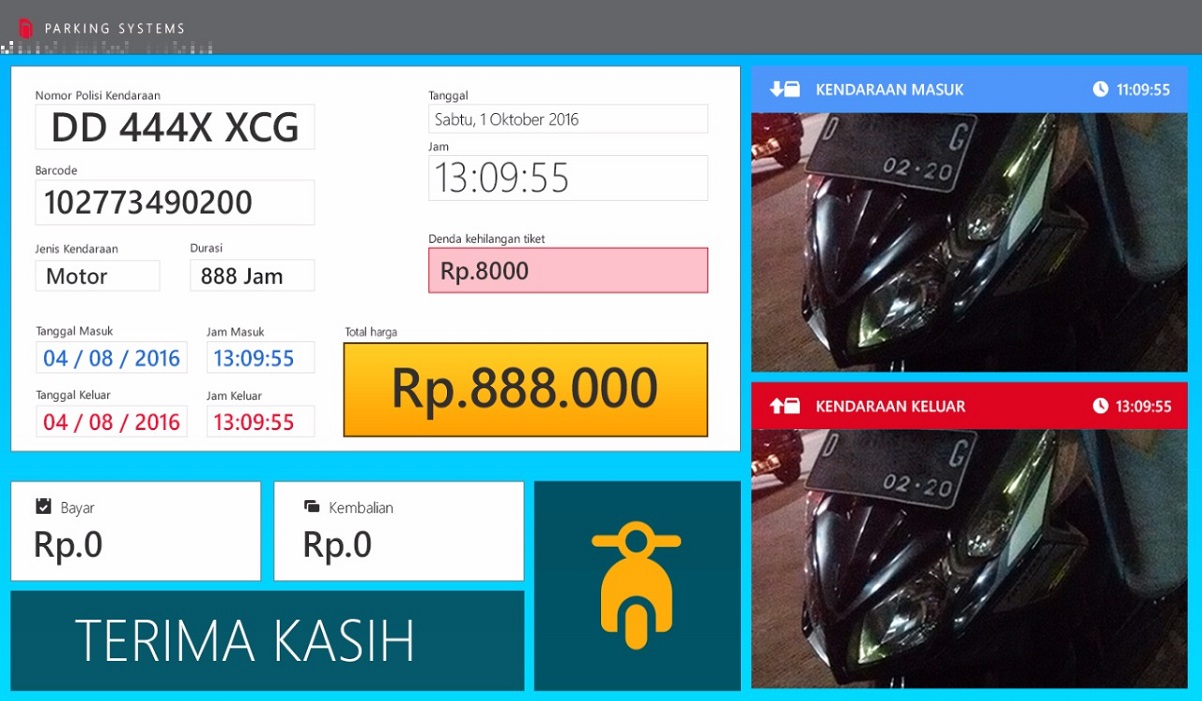 PARKING SYSTEMS
Nomor Polisi Kendaraan
DD 444X XCG
Barcode
102773490200
Jenis Kendaraan
Motor
Durasi
888 Jam
Tanggal
Sabtu, 1 Oktober 2016
Jam
13:09:55
Denda kehilangan tiket
Rp.8000
Tanggal Masuk
04 / 08 / 2016
Jam Masuk
13:09:55
Tanggal Keluar
04 / 08 / 2016
Jam Keluar
13:09:55
Total harga
Rp.888.000
Bayar
Rp.0
Kembalian
Rp.0
TERIMA KASIH
KENDARAAN MASUK 11:09:55
D G
02·20
KENDARAAN KELUAR 13:09:55
D G
02·20